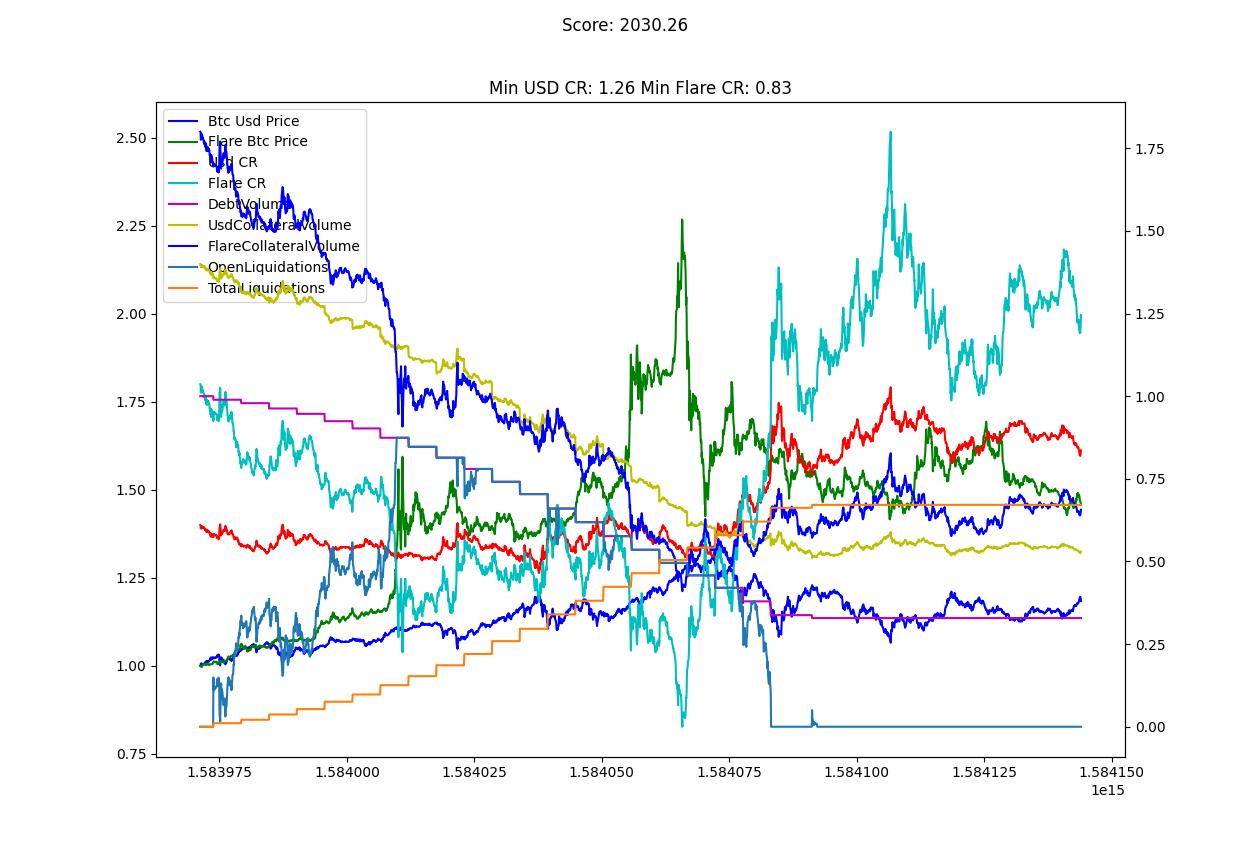 Score: 2030.26
Min USD CR: 1.26 Min Flare CR: 0.83
Btc Usd Price
Flare Btc Price
Usd CR
Flare CR
DebtVolume
UsdCollateralVolume
FlareCollateralVolume
OpenLiquidations
TotalLiquidations
2.50
2.25
2.00
1.75
1.50
1.25
1.00
0.75
1.75
1.50
1.25
1.00
0.75
0.50
0.25
0.00
1.583975 1.584000 1.584025 1.584050 1.584075 1.584100 1.584125 1.584150
1e15